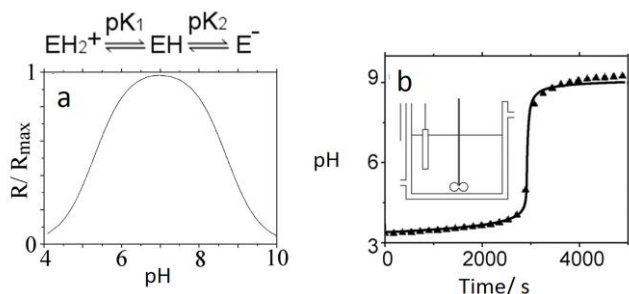 pK₁ pK₂
EH₂⁺ ⇌ EH ⇌ E⁻
a
1
R/ Rmax
0
4 6 8 10
pH
b
9
pH
6
3
0 2000 4000
Time/ s